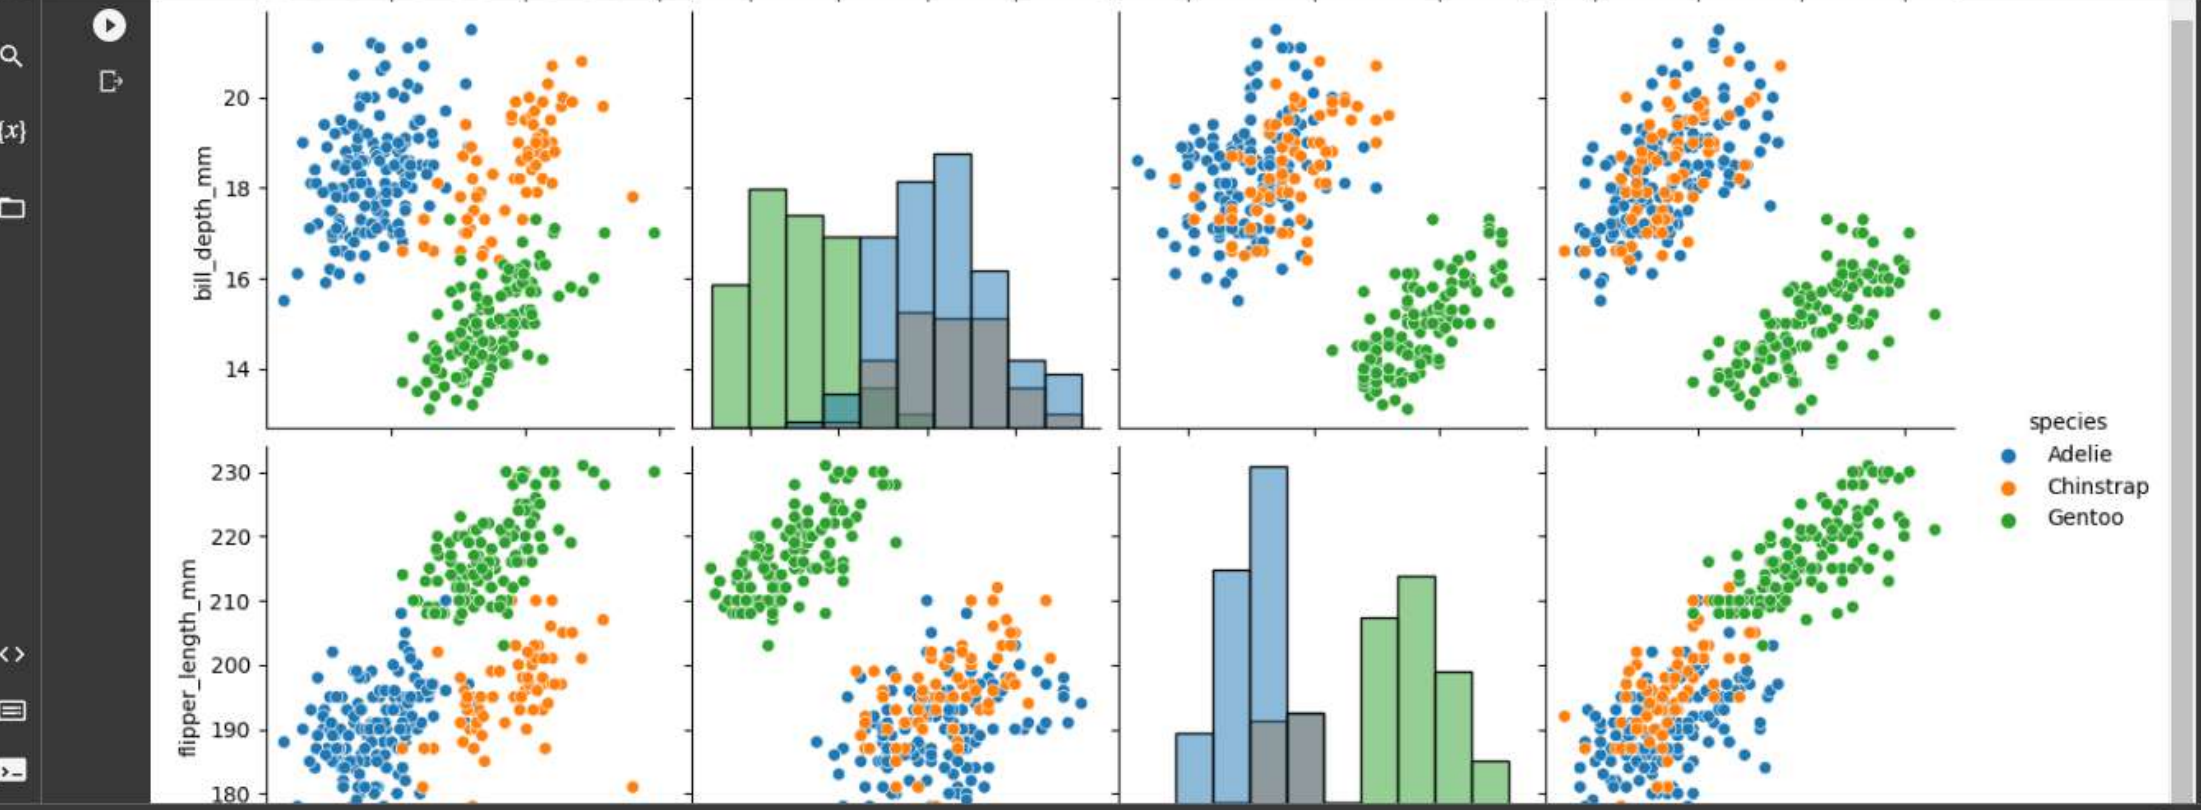 {x}
bill_depth_mm
20
18
16
14
flipper_length_mm
230
220
210
200
190
180
species
Adelie
Chinstrap
Gentoo